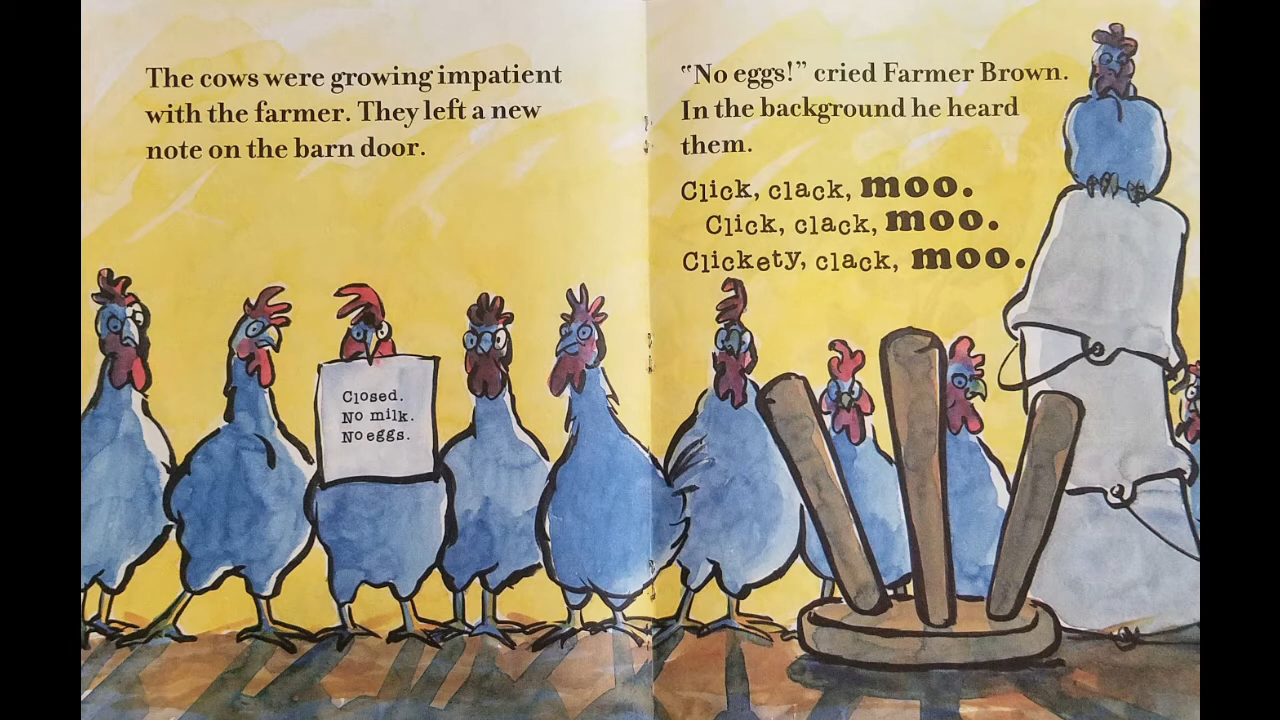 The cows were growing impatient
with the farmer. They left a new
note on the barn door.
Closed.
No milk.
No eggs.
“No eggs!” cried Farmer Brown.
In the background he heard
them.
Click, clack, moo.
Click, clack, moo.
Clickety, clack, moo.